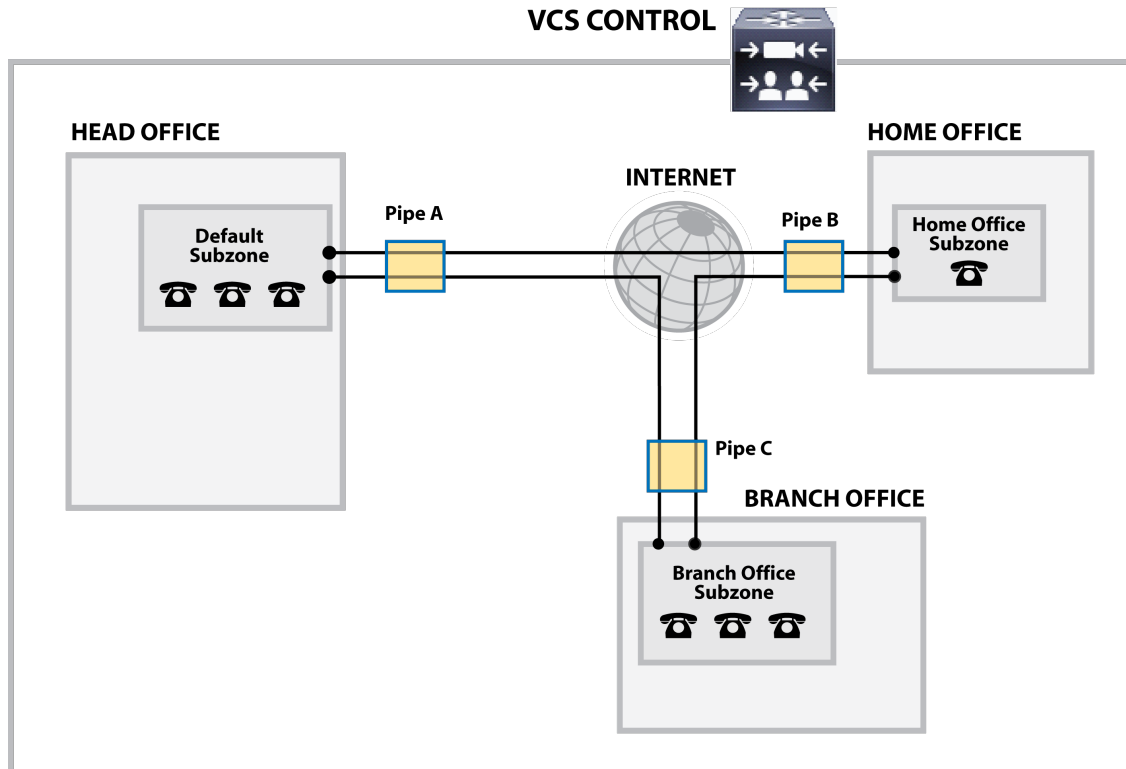 VCS CONTROL
HEAD OFFICE
HOME OFFICE
INTERNET
Pipe A
Pipe B
Default
Subzone
Home Office
Subzone
Pipe C
BRANCH OFFICE
Branch Office
Subzone